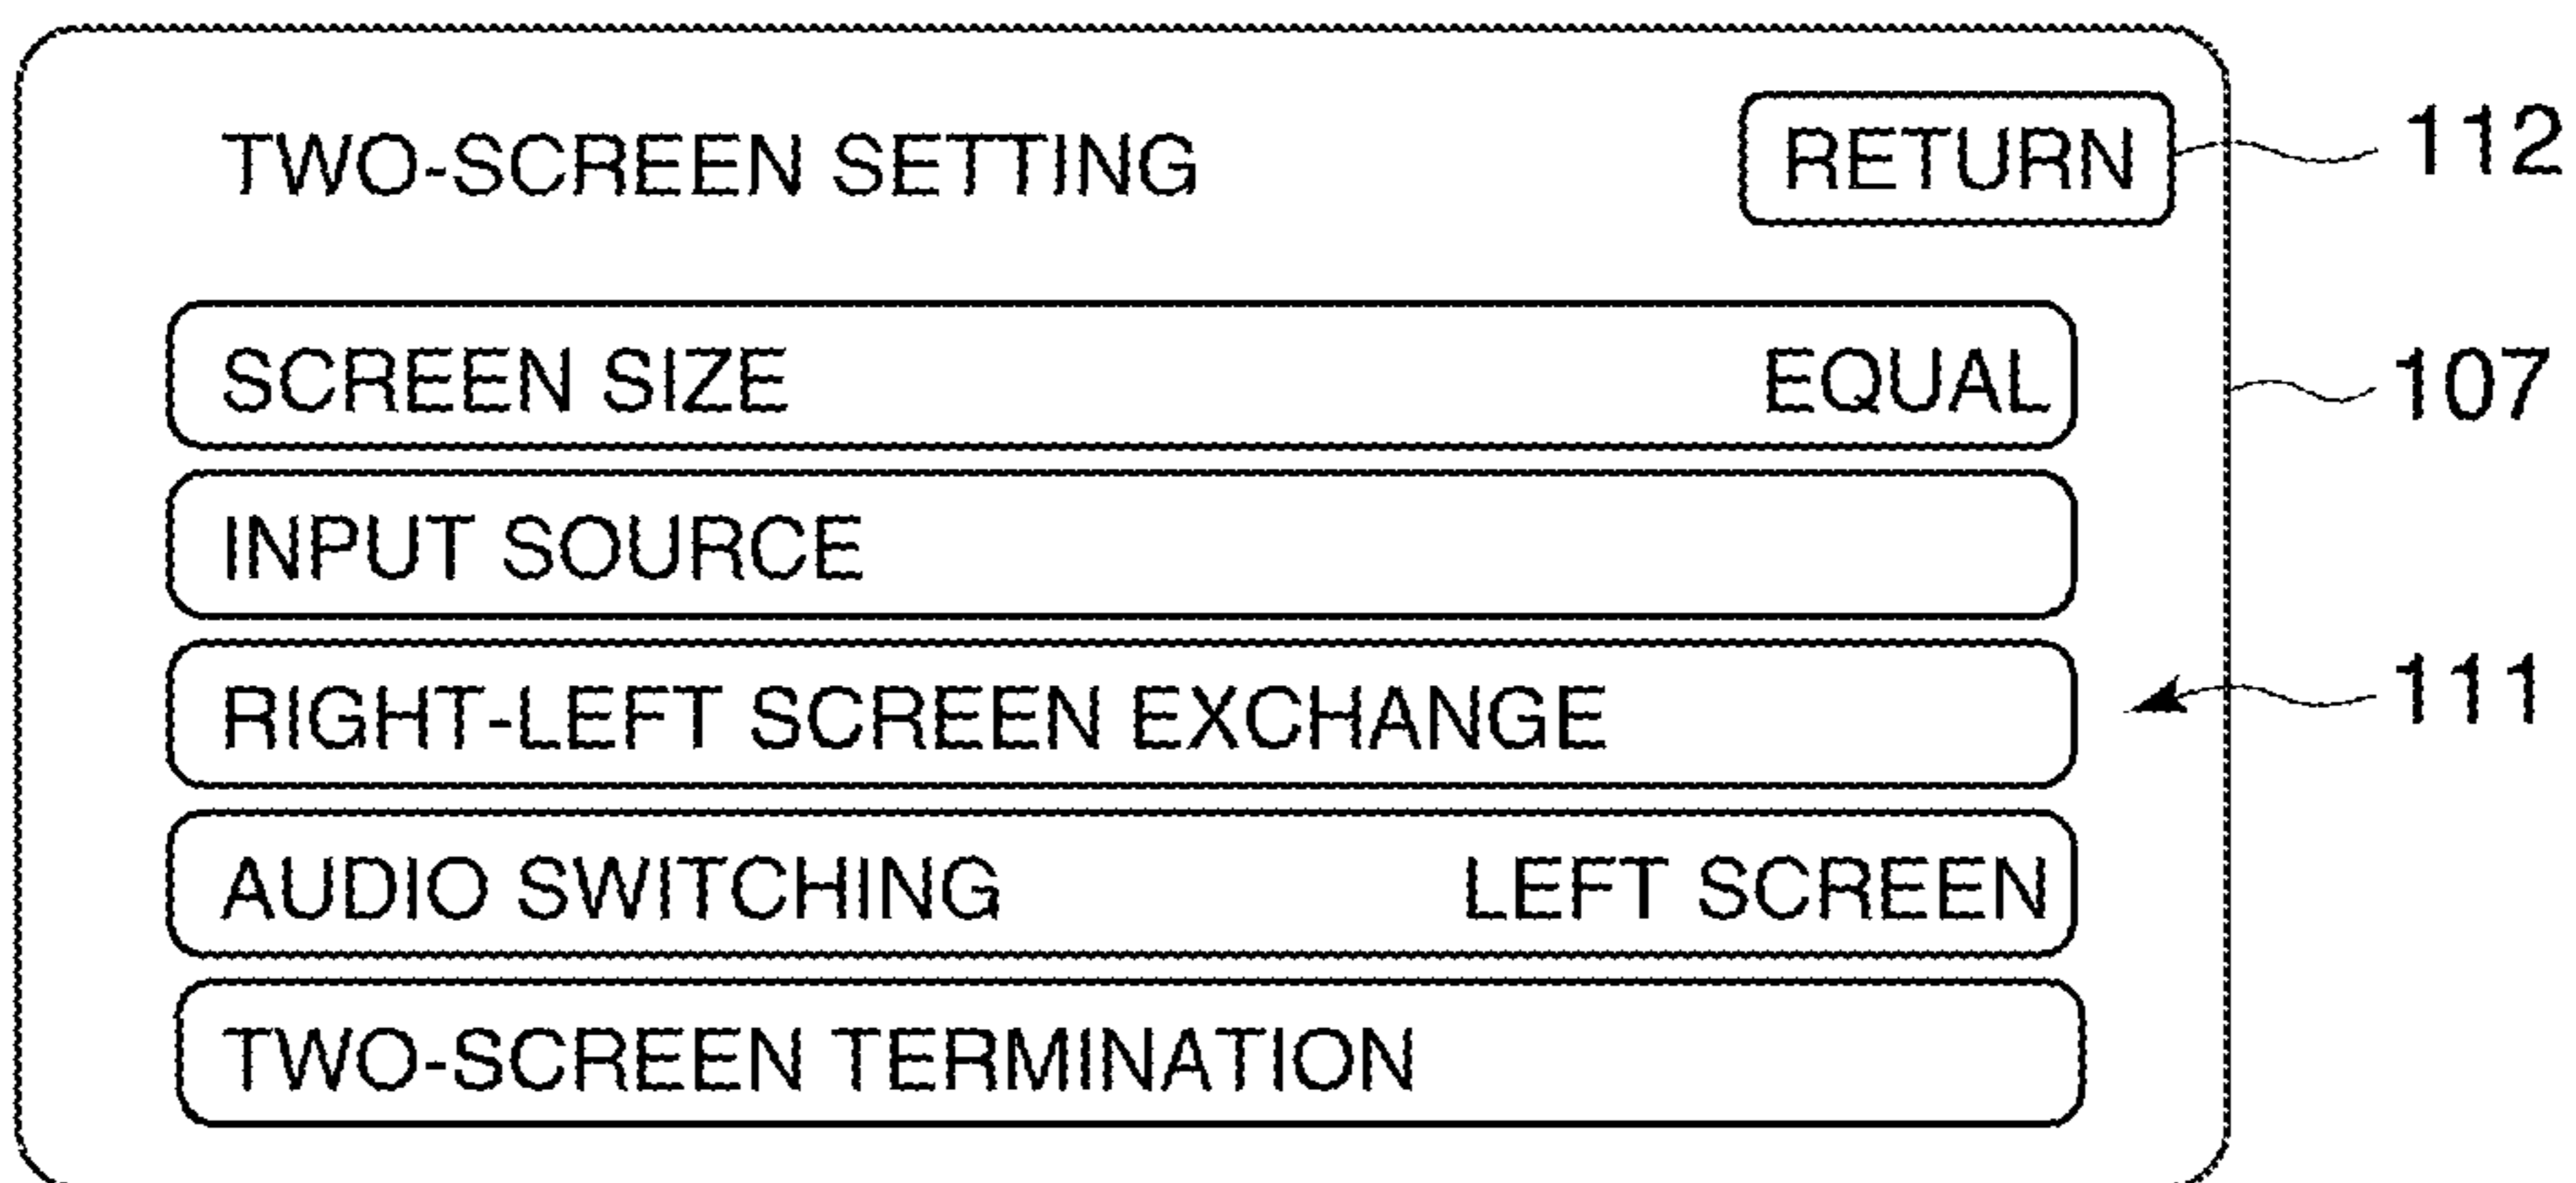 TWO-SCREEN SETTING RETURN 112
SCREEN SIZE EQUAL 107
INPUT SOURCE
RIGHT-LEFT SCREEN EXCHANGE 111
AUDIO SWITCHING LEFT SCREEN
TWO-SCREEN TERMINATION